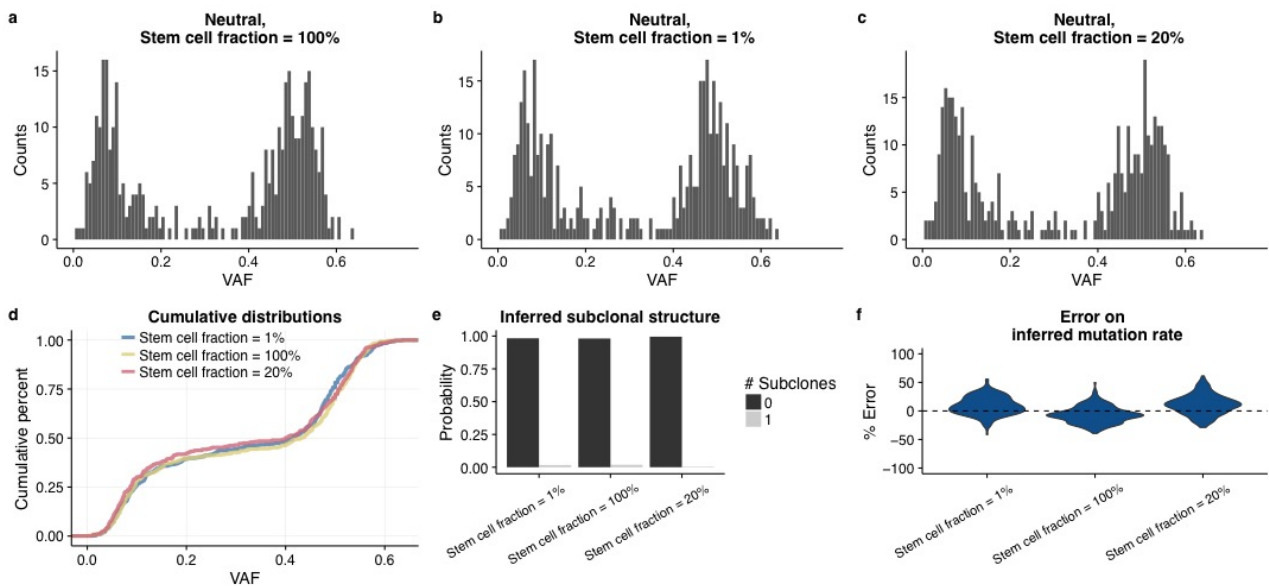 a
Neutral,
Stem cell fraction = 100%
Counts
15
10
5
0
0.0 0.2 0.4 0.6
VAF
b
Neutral,
Stem cell fraction = 1%
Counts
15
10
5
0
0.0 0.2 0.4 0.6
VAF
c
Neutral,
Stem cell fraction = 20%
Counts
15
10
5
0
0.0 0.2 0.4 0.6
VAF
d
Cumulative distributions
Stem cell fraction = 1%
Stem cell fraction = 100%
Stem cell fraction = 20%
Cumulative percent
1.00
0.75
0.50
0.25
0.00
0.0 0.2 0.4 0.6
VAF
e
Inferred subclonal structure
Probability
1.00
0.75
0.50
0.25
0.00
Stem cell fraction = 1%
Stem cell fraction = 100%
Stem cell fraction = 20%
# Subclones
0
1
f
Error on
inferred mutation rate
% Error
100
50
0
−50
−100
Stem cell fraction = 1%
Stem cell fraction = 100%
Stem cell fraction = 20%